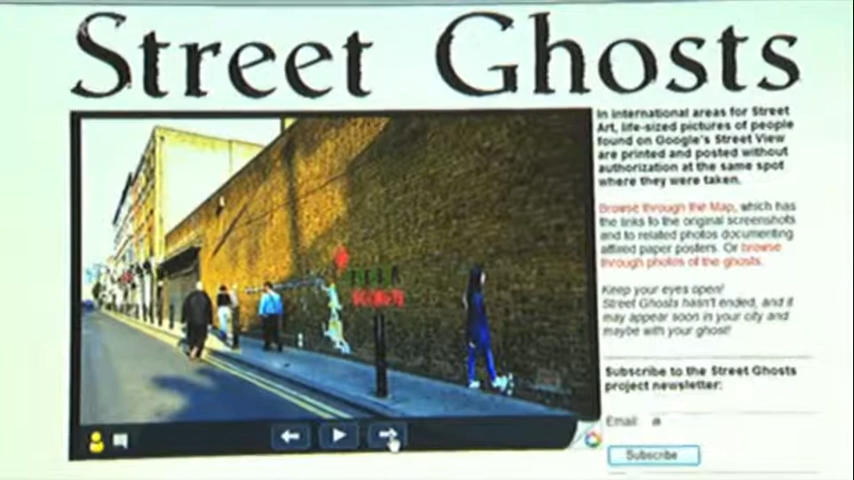 Street Ghosts
In international areas for Street
Art, life-sized pictures of people
found on Google's Street View
are printed and posted without
authorization at the same spot
where they were taken.
Browse through the Map, which has
the links to the original screenshots
and to related photos documenting
affixed paper posters. Or browse
through photos of the ghosts.
Keep your eyes open!
Street Ghosts hasn't ended, and it
may appear soon in your city and
maybe with your ghost!
Subscribe to the Street Ghosts
project newsletter:
Email:
Subscribe